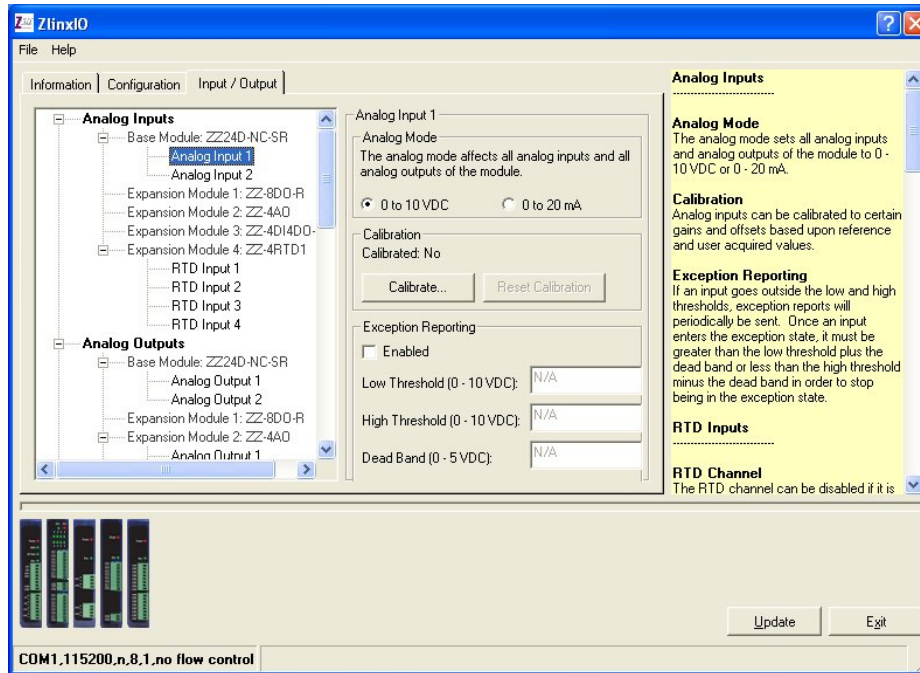 ZlinxIO
File Help
Information
Configuration
Input / Output
Analog Inputs
Base Module: ZZ24D-NC-SR
Analog Input 1
Analog Input 2
Expansion Module 1: ZZ-8DO-R
Expansion Module 2: ZZ-4AO
Expansion Module 3: ZZ-4DI4DO-
Expansion Module 4: ZZ-4RTD1
RTD Input 1
RTD Input 2
RTD Input 3
RTD Input 4
Analog Outputs
Base Module: ZZ24D-NC-SR
Analog Output 1
Analog Output 2
Expansion Module 1: ZZ-8DO-R
Expansion Module 2: ZZ-4AO
Analog Output 1
Analog Input 1
Analog Mode
The analog mode affects all analog inputs and all
analog outputs of the module.
0 to 10 VDC
0 to 20 mA
Calibration
Calibrated: No
Calibrate...
Reset Calibration
Exception Reporting
Enabled
Low Threshold (0 - 10 VDC): N/A
High Threshold (0 - 10 VDC): N/A
Dead Band (0 - 5 VDC): N/A
Analog Inputs
----------------------------
Analog Mode
The analog mode sets all analog inputs
and analog outputs of the module to 0 -
10 VDC or 0 - 20 mA.
Calibration
Analog inputs can be calibrated to certain
gains and offsets based upon reference
and user acquired values.
Exception Reporting
If an input goes outside the low and high
thresholds, exception reports will
periodically be sent. Once an input
enters the exception state, it must be
greater than the low threshold plus the
dead band or less than the high threshold
minus the dead band in order to stop
being in the exception state.
RTD Inputs
----------------------------
RTD Channel
The RTD channel can be disabled if it is
Update
Exit
COM1,115200,n,8,1,no flow control